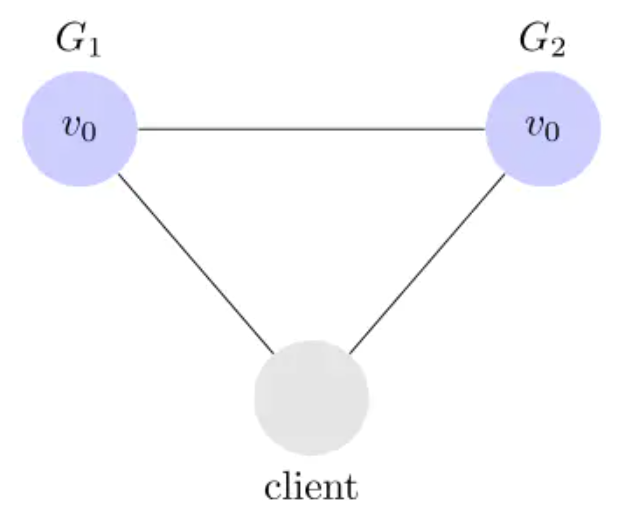 G₁ G₂
v₀ v₀
client